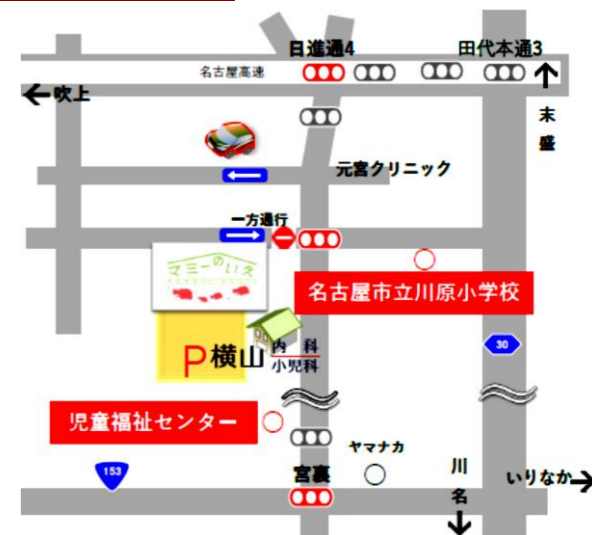 日進通4
田代本通3
名古屋高速
吹上
末盛
元宮クリニック
一方通行
マミーのいえ
名古屋市立川原小学校
30
P 横山 内科
小児科
児童福祉センター
ヤマナカ
153
宮裏
川名
いりなか